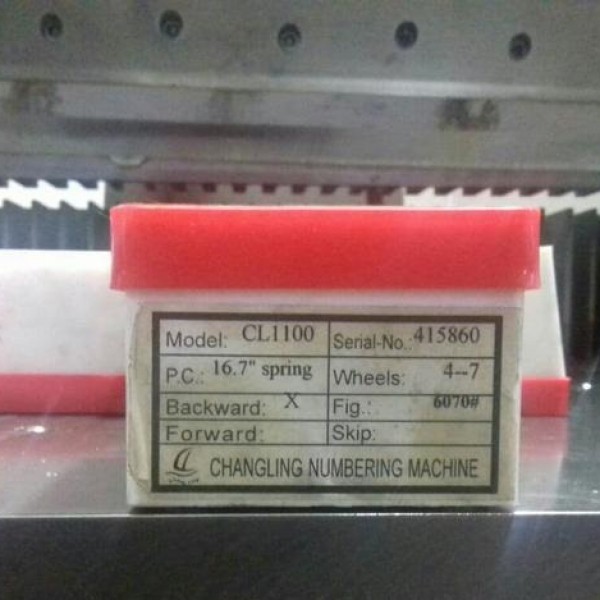 Model: CL1100 Serial-No.: 415860
P.C.: 16.7" spring Wheels: 4--7
Backward: X Fig.: 6070#
Forward: Skip:
CHANGLING NUMBERING MACHINE